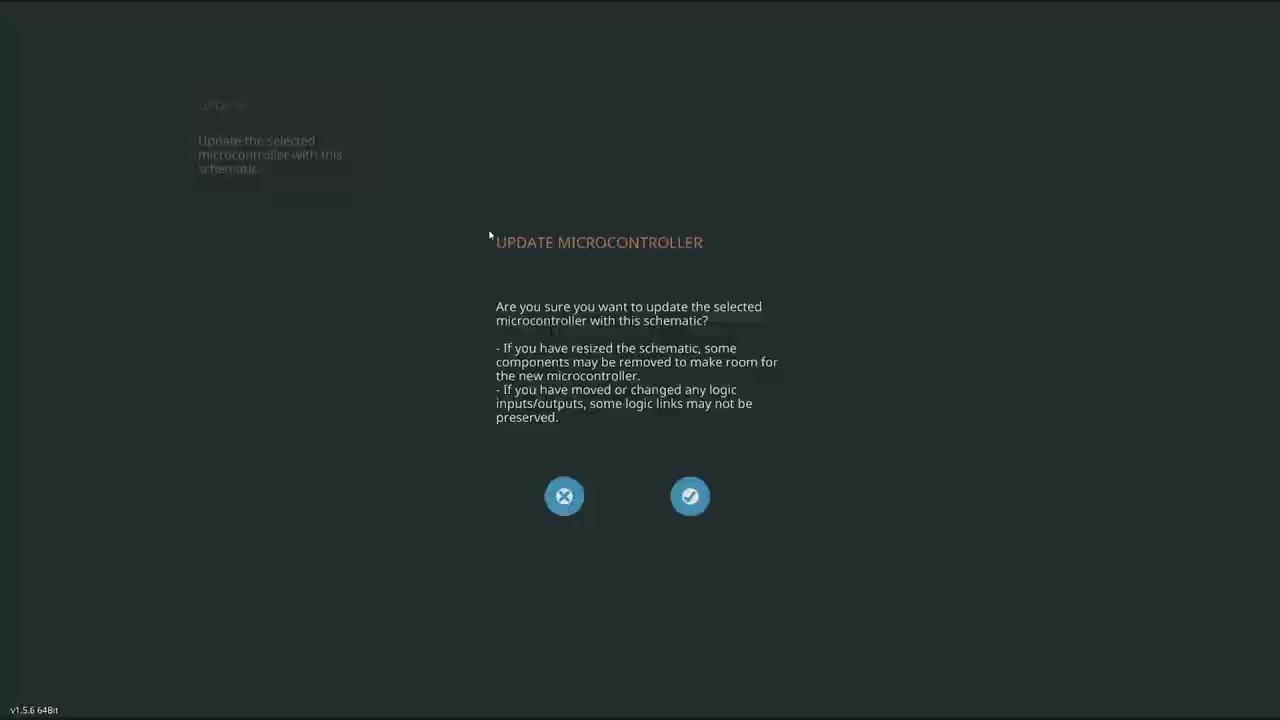 Update the selected
microcontroller with this
schematic.
UPDATE MICROCONTROLLER
Are you sure you want to update the selected
microcontroller with this schematic?
- If you have resized the schematic, some
components may be removed to make room for
the new microcontroller.
- If you have moved or changed any logic
inputs/outputs, some logic links may not be
preserved.
v1.5.6 64Bit